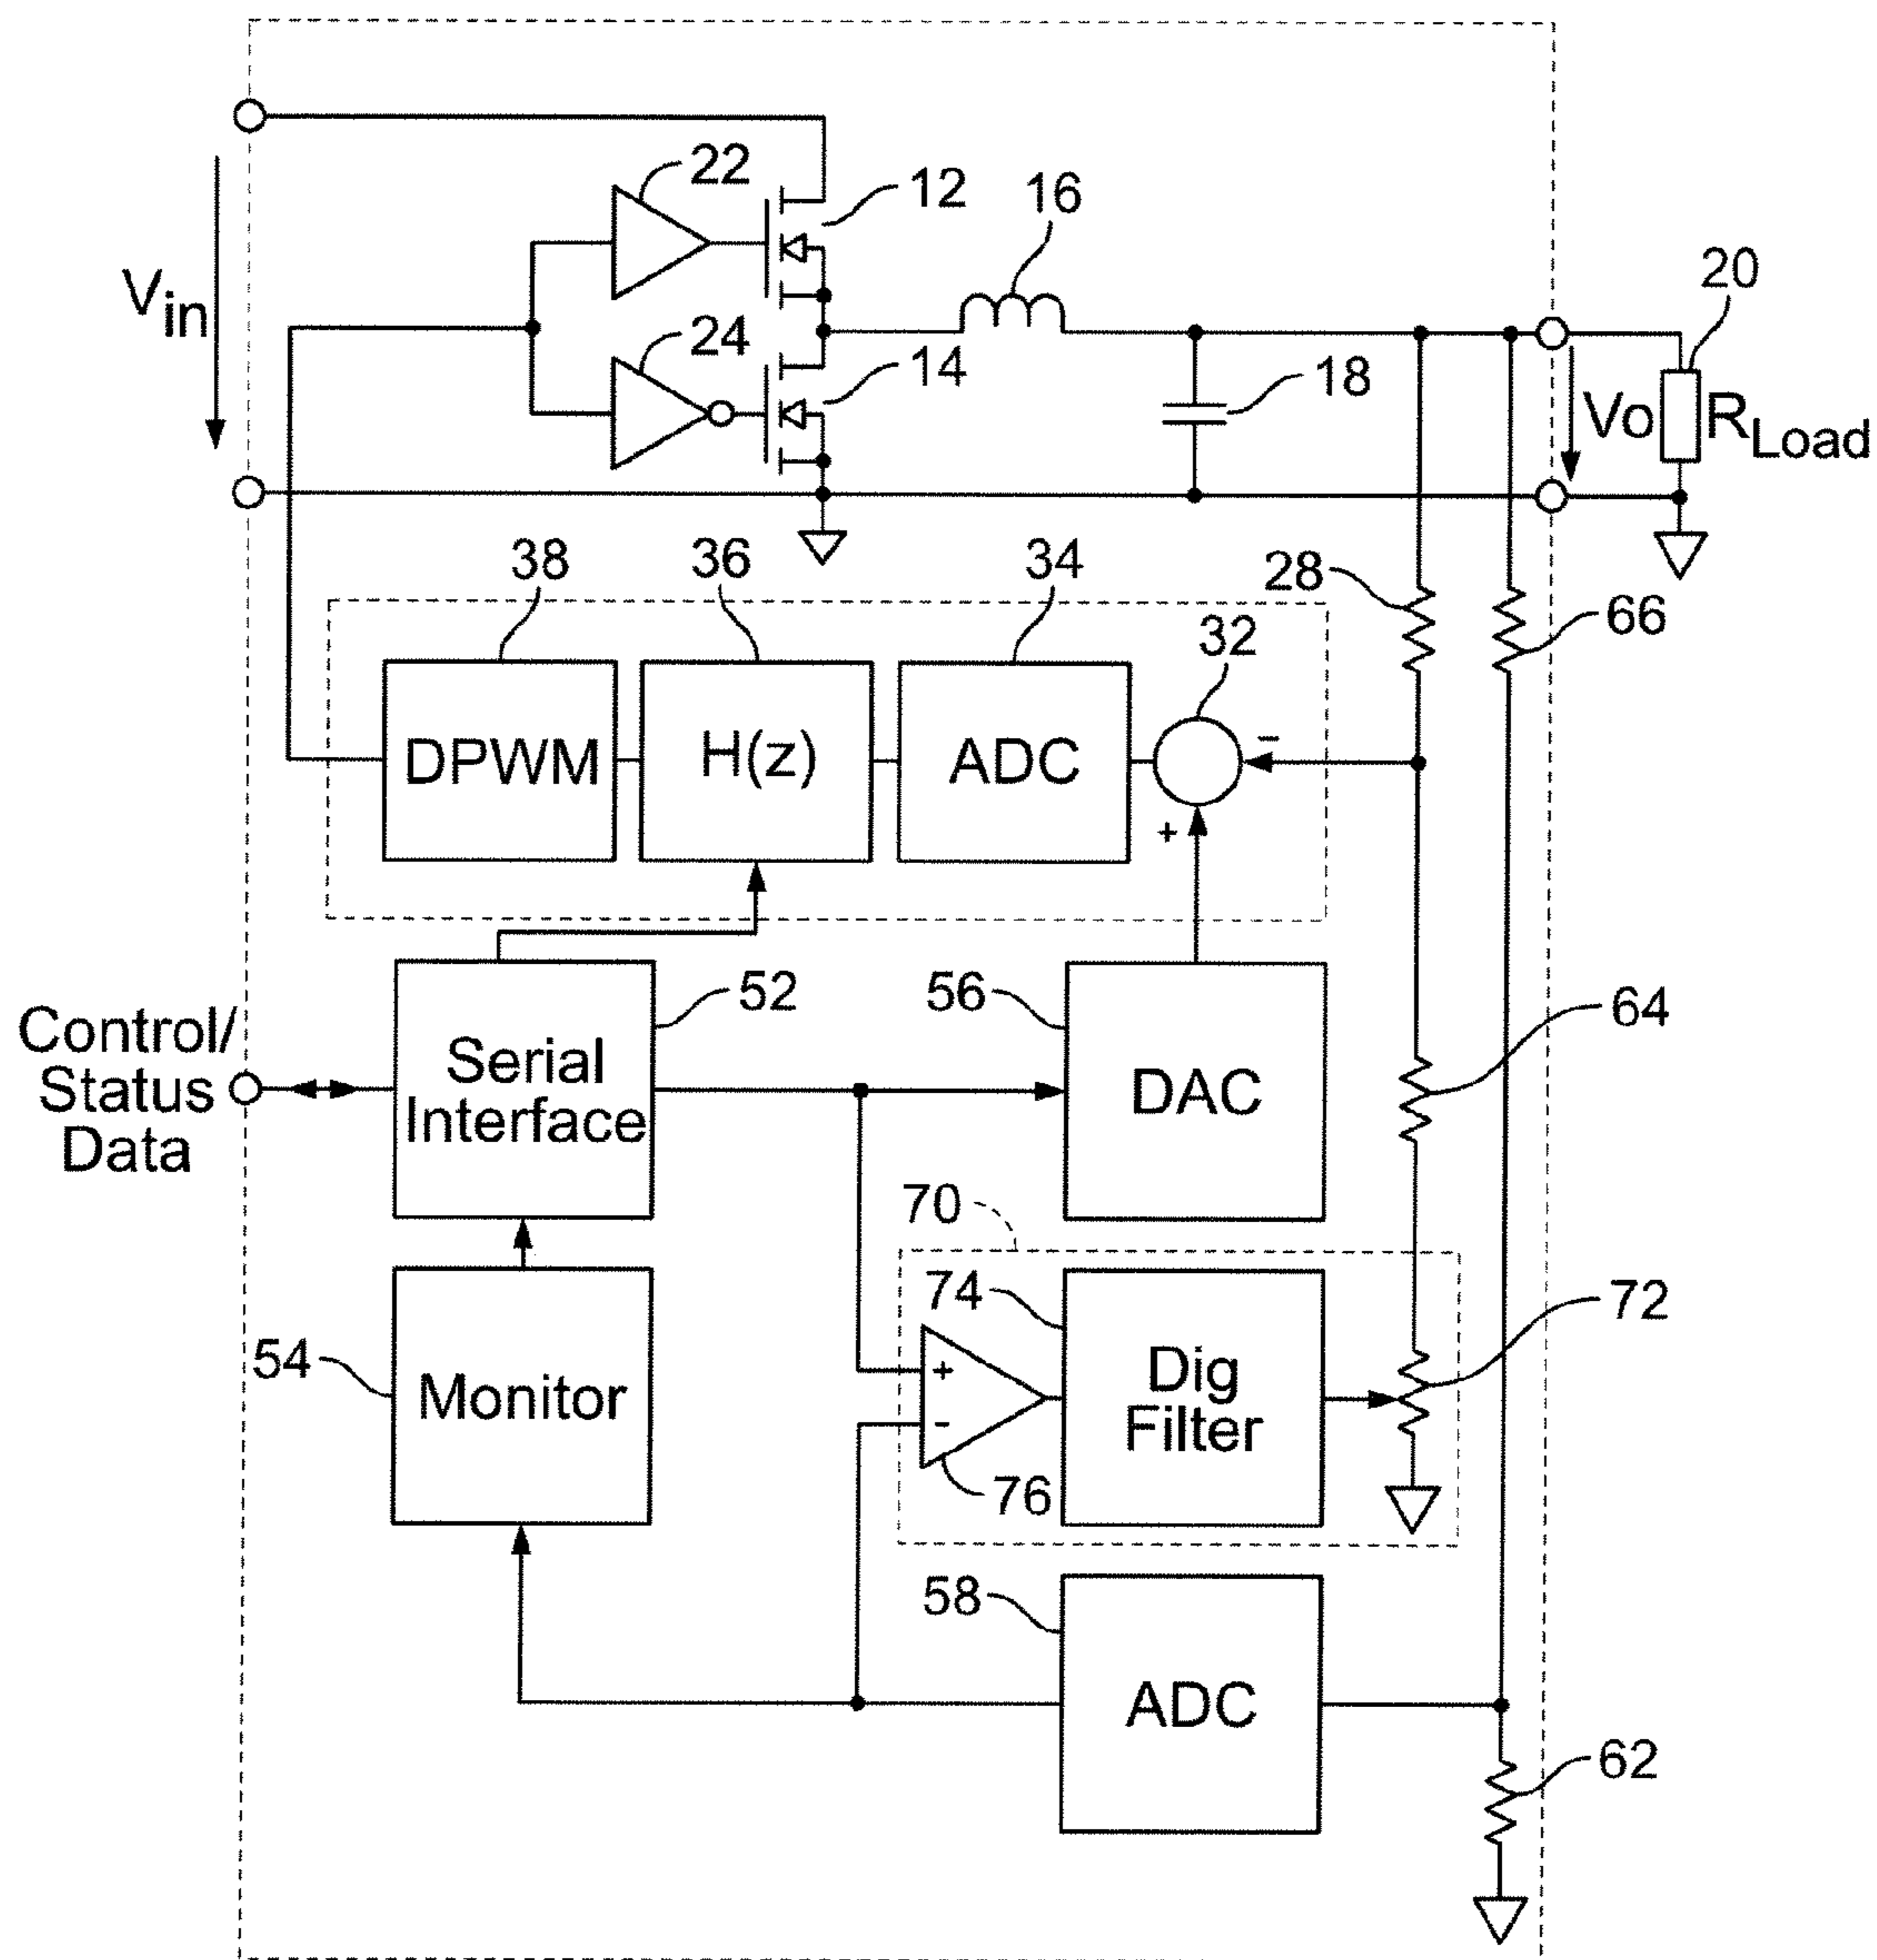 22
12
16
20
Vin
24
14
18
Vo
RLoad
38
36
34
28
66
32
DPWM
H(z)
ADC
-
+
52
56
64
Control/
Status
Data
Serial
Interface
DAC
70
74
72
54
Monitor
+
-
Dig
Filter
76
58
ADC
62